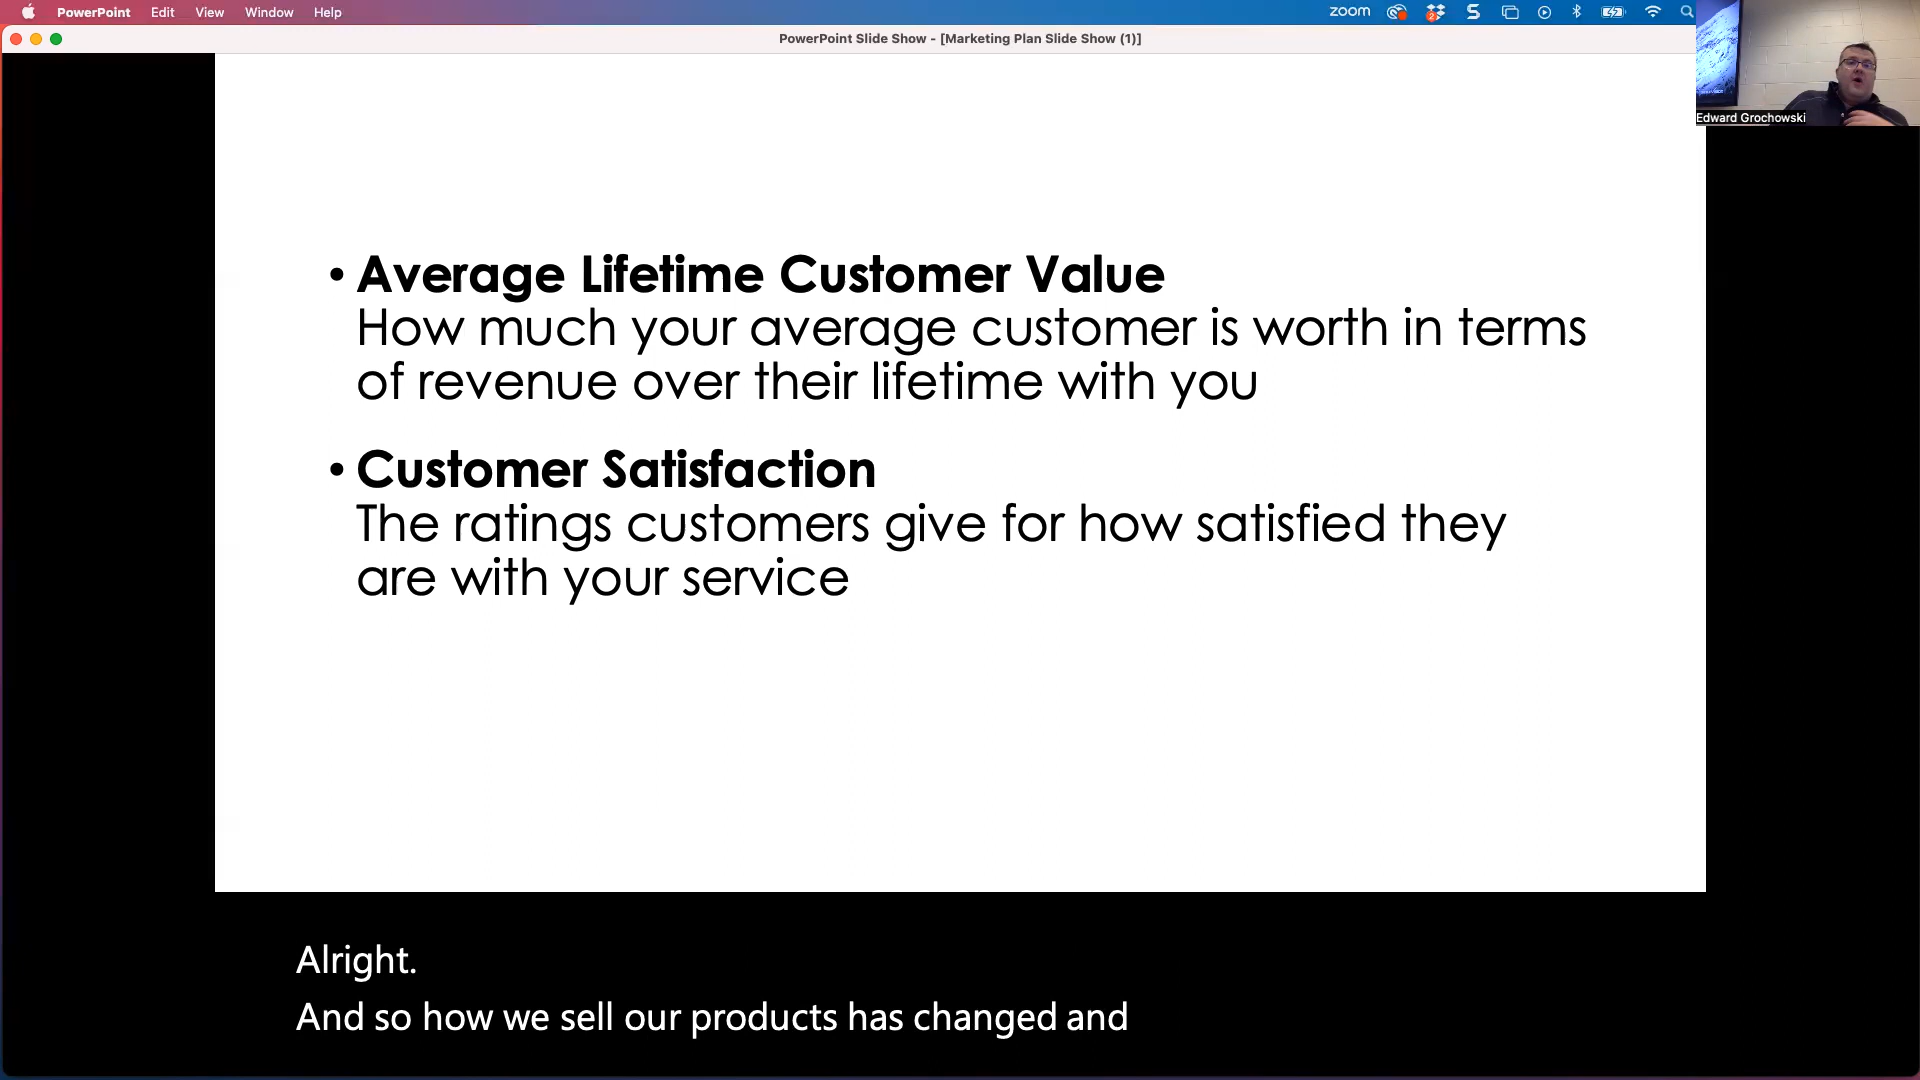 PowerPoint Edit View Window Help
zoom
2
PowerPoint Slide Show - [Marketing Plan Slide Show (1)]
Edward Grochowski
• Average Lifetime Customer Value
How much your average customer is worth in terms
of revenue over their lifetime with you
• Customer Satisfaction
The ratings customers give for how satisfied they
are with your service
Alright.
And so how we sell our products has changed and